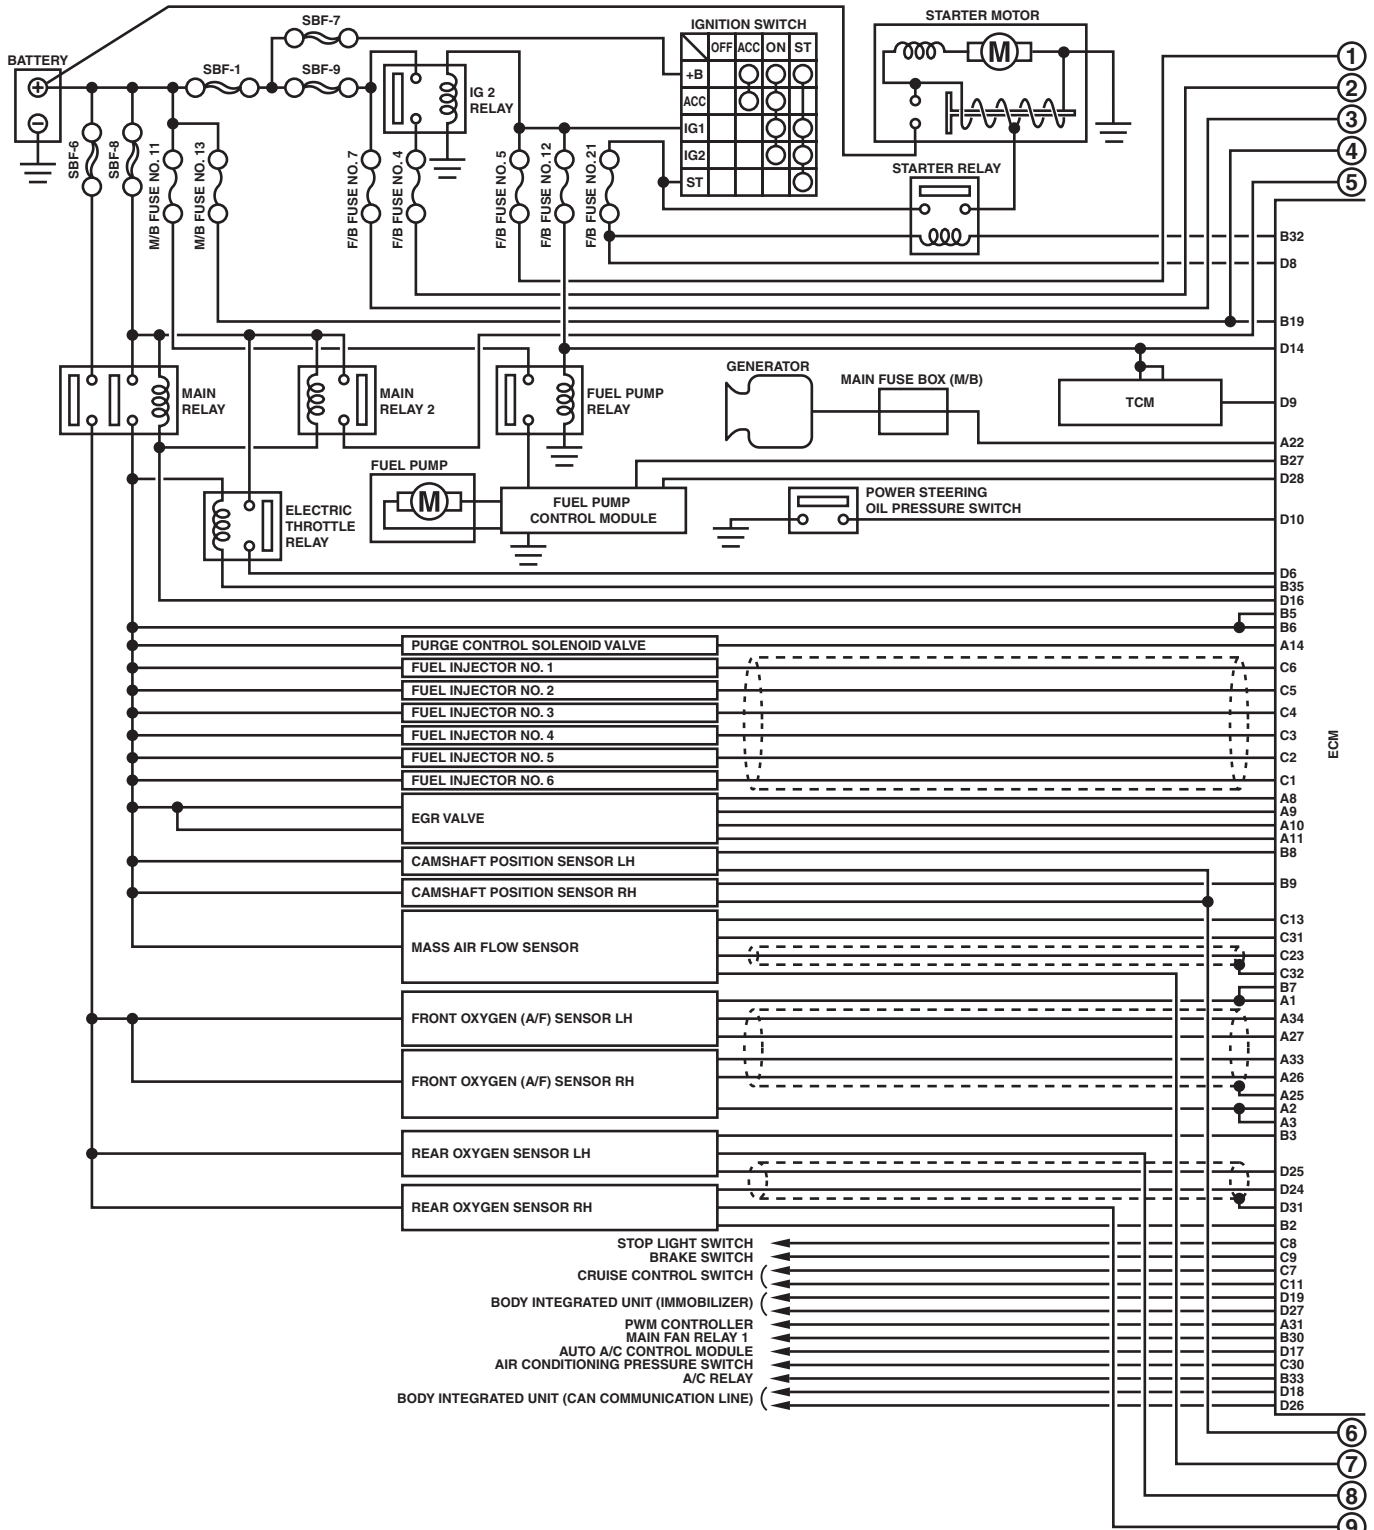 SBF-7
IGNITION SWITCH
STARTER MOTOR
OFF ACC ON ST
M
BATTERY
SBF-1
SBF-9
+B
1
+
IG 2
RELAY
2
ACC
IG1
3
−
IG2
4
ST
STARTER RELAY
5
SBF-6
SBF-8
M/B FUSE NO. 11
M/B FUSE NO. 13
F/B FUSE NO. 7
F/B FUSE NO. 4
F/B FUSE NO. 5
F/B FUSE NO. 12
F/B FUSE NO. 21
B32
D8
B19
D14
MAIN
RELAY
MAIN
RELAY 2
FUEL PUMP
RELAY
GENERATOR
MAIN FUSE BOX (M/B)
TCM
D9
A22
B27
D28
FUEL PUMP
M
FUEL PUMP
CONTROL MODULE
POWER STEERING
OIL PRESSURE SWITCH
D10
ELECTRIC
THROTTLE
RELAY
D6
B35
D16
B5
B6
PURGE CONTROL SOLENOID VALVE
A14
FUEL INJECTOR NO. 1
C6
FUEL INJECTOR NO. 2
C5
FUEL INJECTOR NO. 3
C4
FUEL INJECTOR NO. 4
C3
ECM
FUEL INJECTOR NO. 5
C2
FUEL INJECTOR NO. 6
C1
A8
A9
EGR VALVE
A10
A11
B8
CAMSHAFT POSITION SENSOR LH
B9
CAMSHAFT POSITION SENSOR RH
C13
C31
MASS AIR FLOW SENSOR
C23
C32
B7
A1
FRONT OXYGEN (A/F) SENSOR LH
A34
A27
A33
FRONT OXYGEN (A/F) SENSOR RH
A26
A25
A2
A3
B3
REAR OXYGEN SENSOR LH
D25
D24
REAR OXYGEN SENSOR RH
D31
B2
STOP LIGHT SWITCH
C8
BRAKE SWITCH
C9
CRUISE CONTROL SWITCH
C7
C11
BODY INTEGRATED UNIT (IMMOBILIZER)
D19
D27
PWM CONTROLLER
A31
MAIN FAN RELAY 1
B30
AUTO A/C CONTROL MODULE
D17
AIR CONDITIONING PRESSURE SWITCH
C30
A/C RELAY
B33
BODY INTEGRATED UNIT (CAN COMMUNICATION LINE)
D18
D26
6
7
8
9